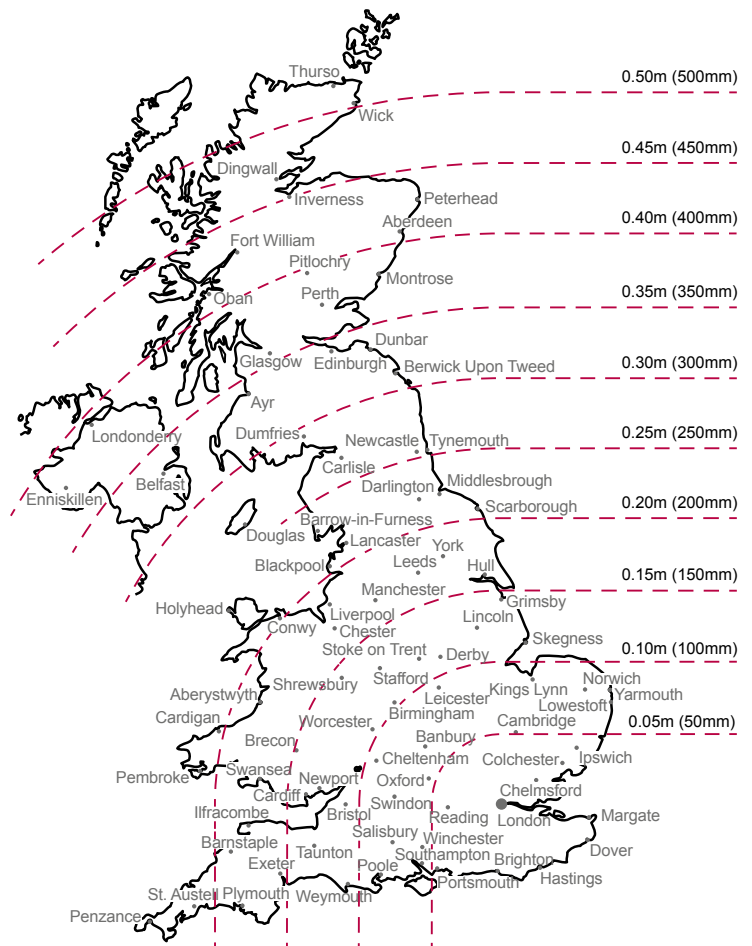 Thurso
0.50m (500mm)
Wick
0.45m (450mm)
Dingwall
Inverness
Peterhead
0.40m (400mm)
Aberdeen
Fort William
Pitlochry
Montrose
Oban
Perth
0.35m (350mm)
Dunbar
Glasgow
Edinburgh
Berwick Upon Tweed
0.30m (300mm)
Ayr
Londonderry
Dumfries
Newcastle
Tynemouth
0.25m (250mm)
Carlisle
Enniskillen
Belfast
Darlington
Middlesbrough
Scarborough
0.20m (200mm)
Douglas
Barrow-in-Furness
Lancaster
York
Blackpool
Leeds
Hull
0.15m (150mm)
Holyhead
Manchester
Grimsby
Conwy
Liverpool
Lincoln
Chester
Skegness
Stoke on Trent
Derby
0.10m (100mm)
Shrewsbury
Stafford
Kings Lynn
Norwich
Aberystwyth
Leicester
Yarmouth
Lowestoft
Birmingham
0.05m (50mm)
Cardigan
Worcester
Cambridge
Brecon
Banbury
Colchester
Ipswich
Pembroke
Swansea
Cheltenham
Newport
Oxford
Chelmsford
Cardiff
Swindon
Ilfracombe
Bristol
Reading
London
Margate
Barnstaple
Salisbury
Winchester
Taunton
Dover
Exeter
Southampton
Poole
Brighton
Portsmouth
Hastings
St. Austell
Plymouth
Weymouth
Penzance